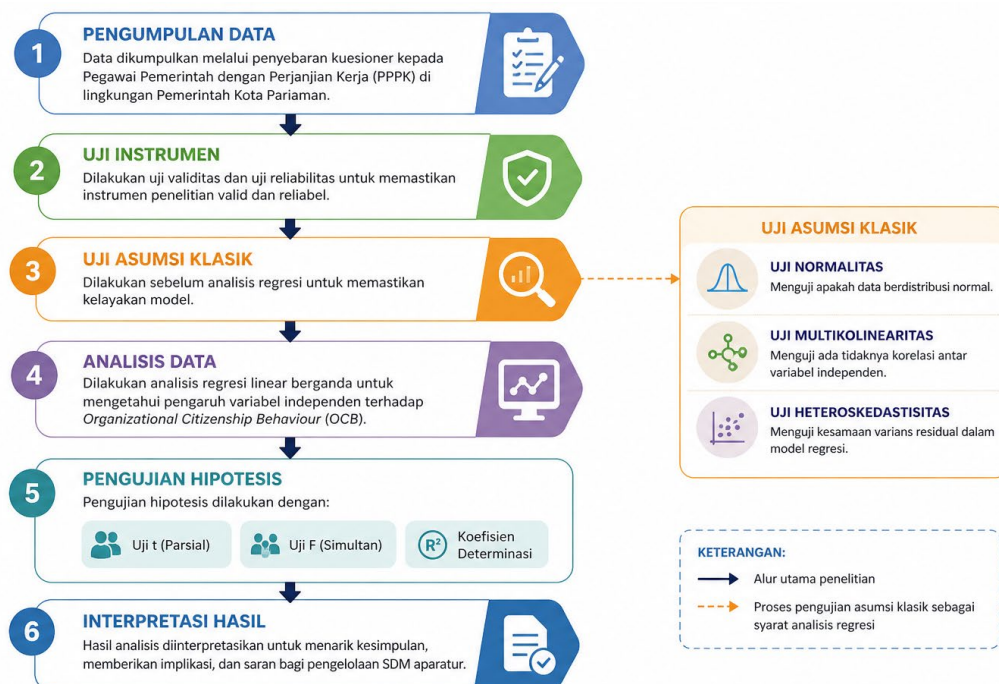 1
PENGUMPULAN DATA
Data dikumpulkan melalui penyebaran kuesioner kepada
Pegawai Pemerintah dengan Perjanjian Kerja (PPPK) di
lingkungan Pemerintah Kota Pariaman.
2
UJI INSTRUMEN
Dilakukan uji validitas dan uji reliabilitas untuk memastikan
instrumen penelitian valid dan reliabel.
3
UJI ASUMSI KLASIK
Dilakukan sebelum analisis regresi untuk memastikan
kelayakan model.
4
ANALISIS DATA
Dilakukan analisis regresi linear berganda untuk
mengetahui pengaruh variabel independen terhadap
Organizational Citizenship Behaviour (OCB).
5
PENGUJIAN HIPOTESIS
Pengujian hipotesis dilakukan dengan:
Uji t (Parsial)
Uji F (Simultan)
R²
Koefisien
Determinasi
6
INTERPRETASI HASIL
Hasil analisis diinterpretasikan untuk menarik kesimpulan,
memberikan implikasi, dan saran bagi pengelolaan SDM aparatur.
UJI ASUMSI KLASIK
UJI NORMALITAS
Menguji apakah data berdistribusi normal.
UJI MULTIKOLINEARITAS
Menguji ada tidaknya korelasi antar
variabel independen.
UJI HETEROSKEDASTISITAS
Menguji kesamaan varians residual dalam
model regresi.
KETERANGAN:
Alur utama penelitian
Proses pengujian asumsi klasik sebagai
syarat analisis regresi